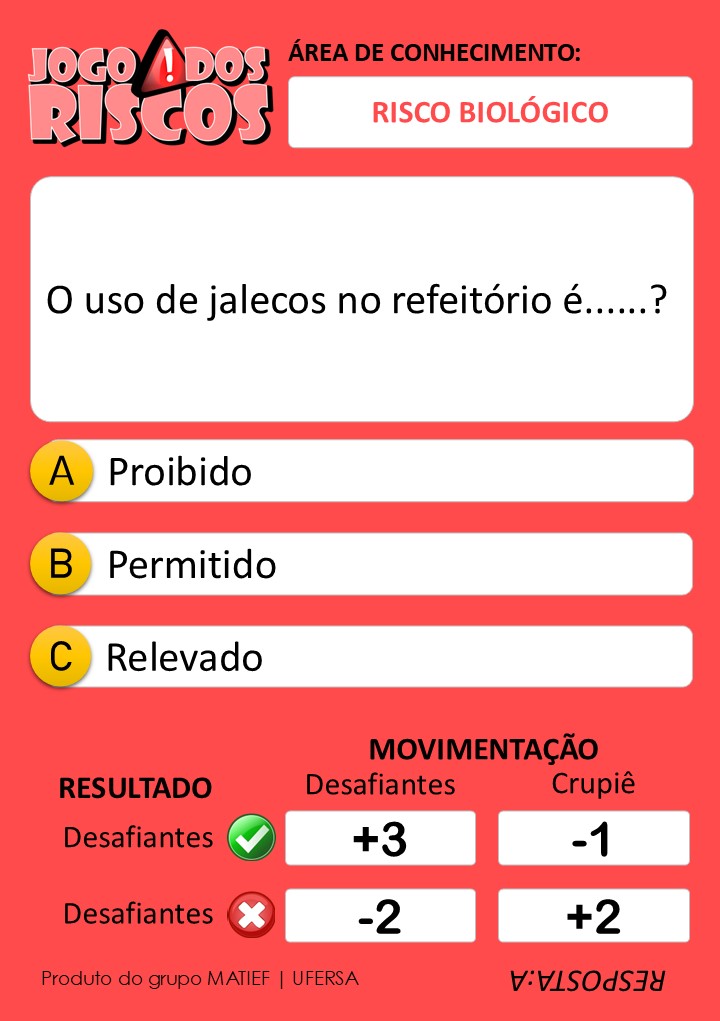 JOGO DOS
RISCOS
ÁREA DE CONHECIMENTO:
RISCO BIOLÓGICO
O uso de jalecos no refeitório é......?
A Proibido
B Permitido
C Relevado
MOVIMENTAÇÃO
RESULTADO Desafiantes Crupiê
Desafiantes +3 -1
Desafiantes -2 +2
Produto do grupo MATIEF | UFERSA
RESPOSTA:A